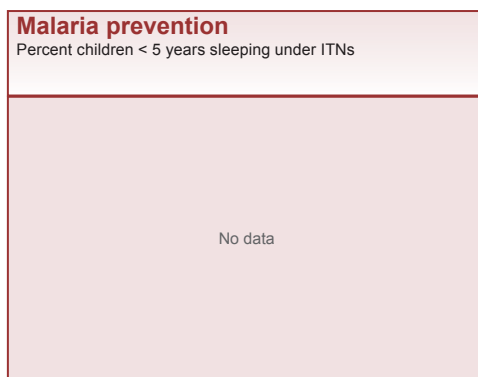 Malaria prevention
Percent children < 5 years sleeping under ITNs
No data